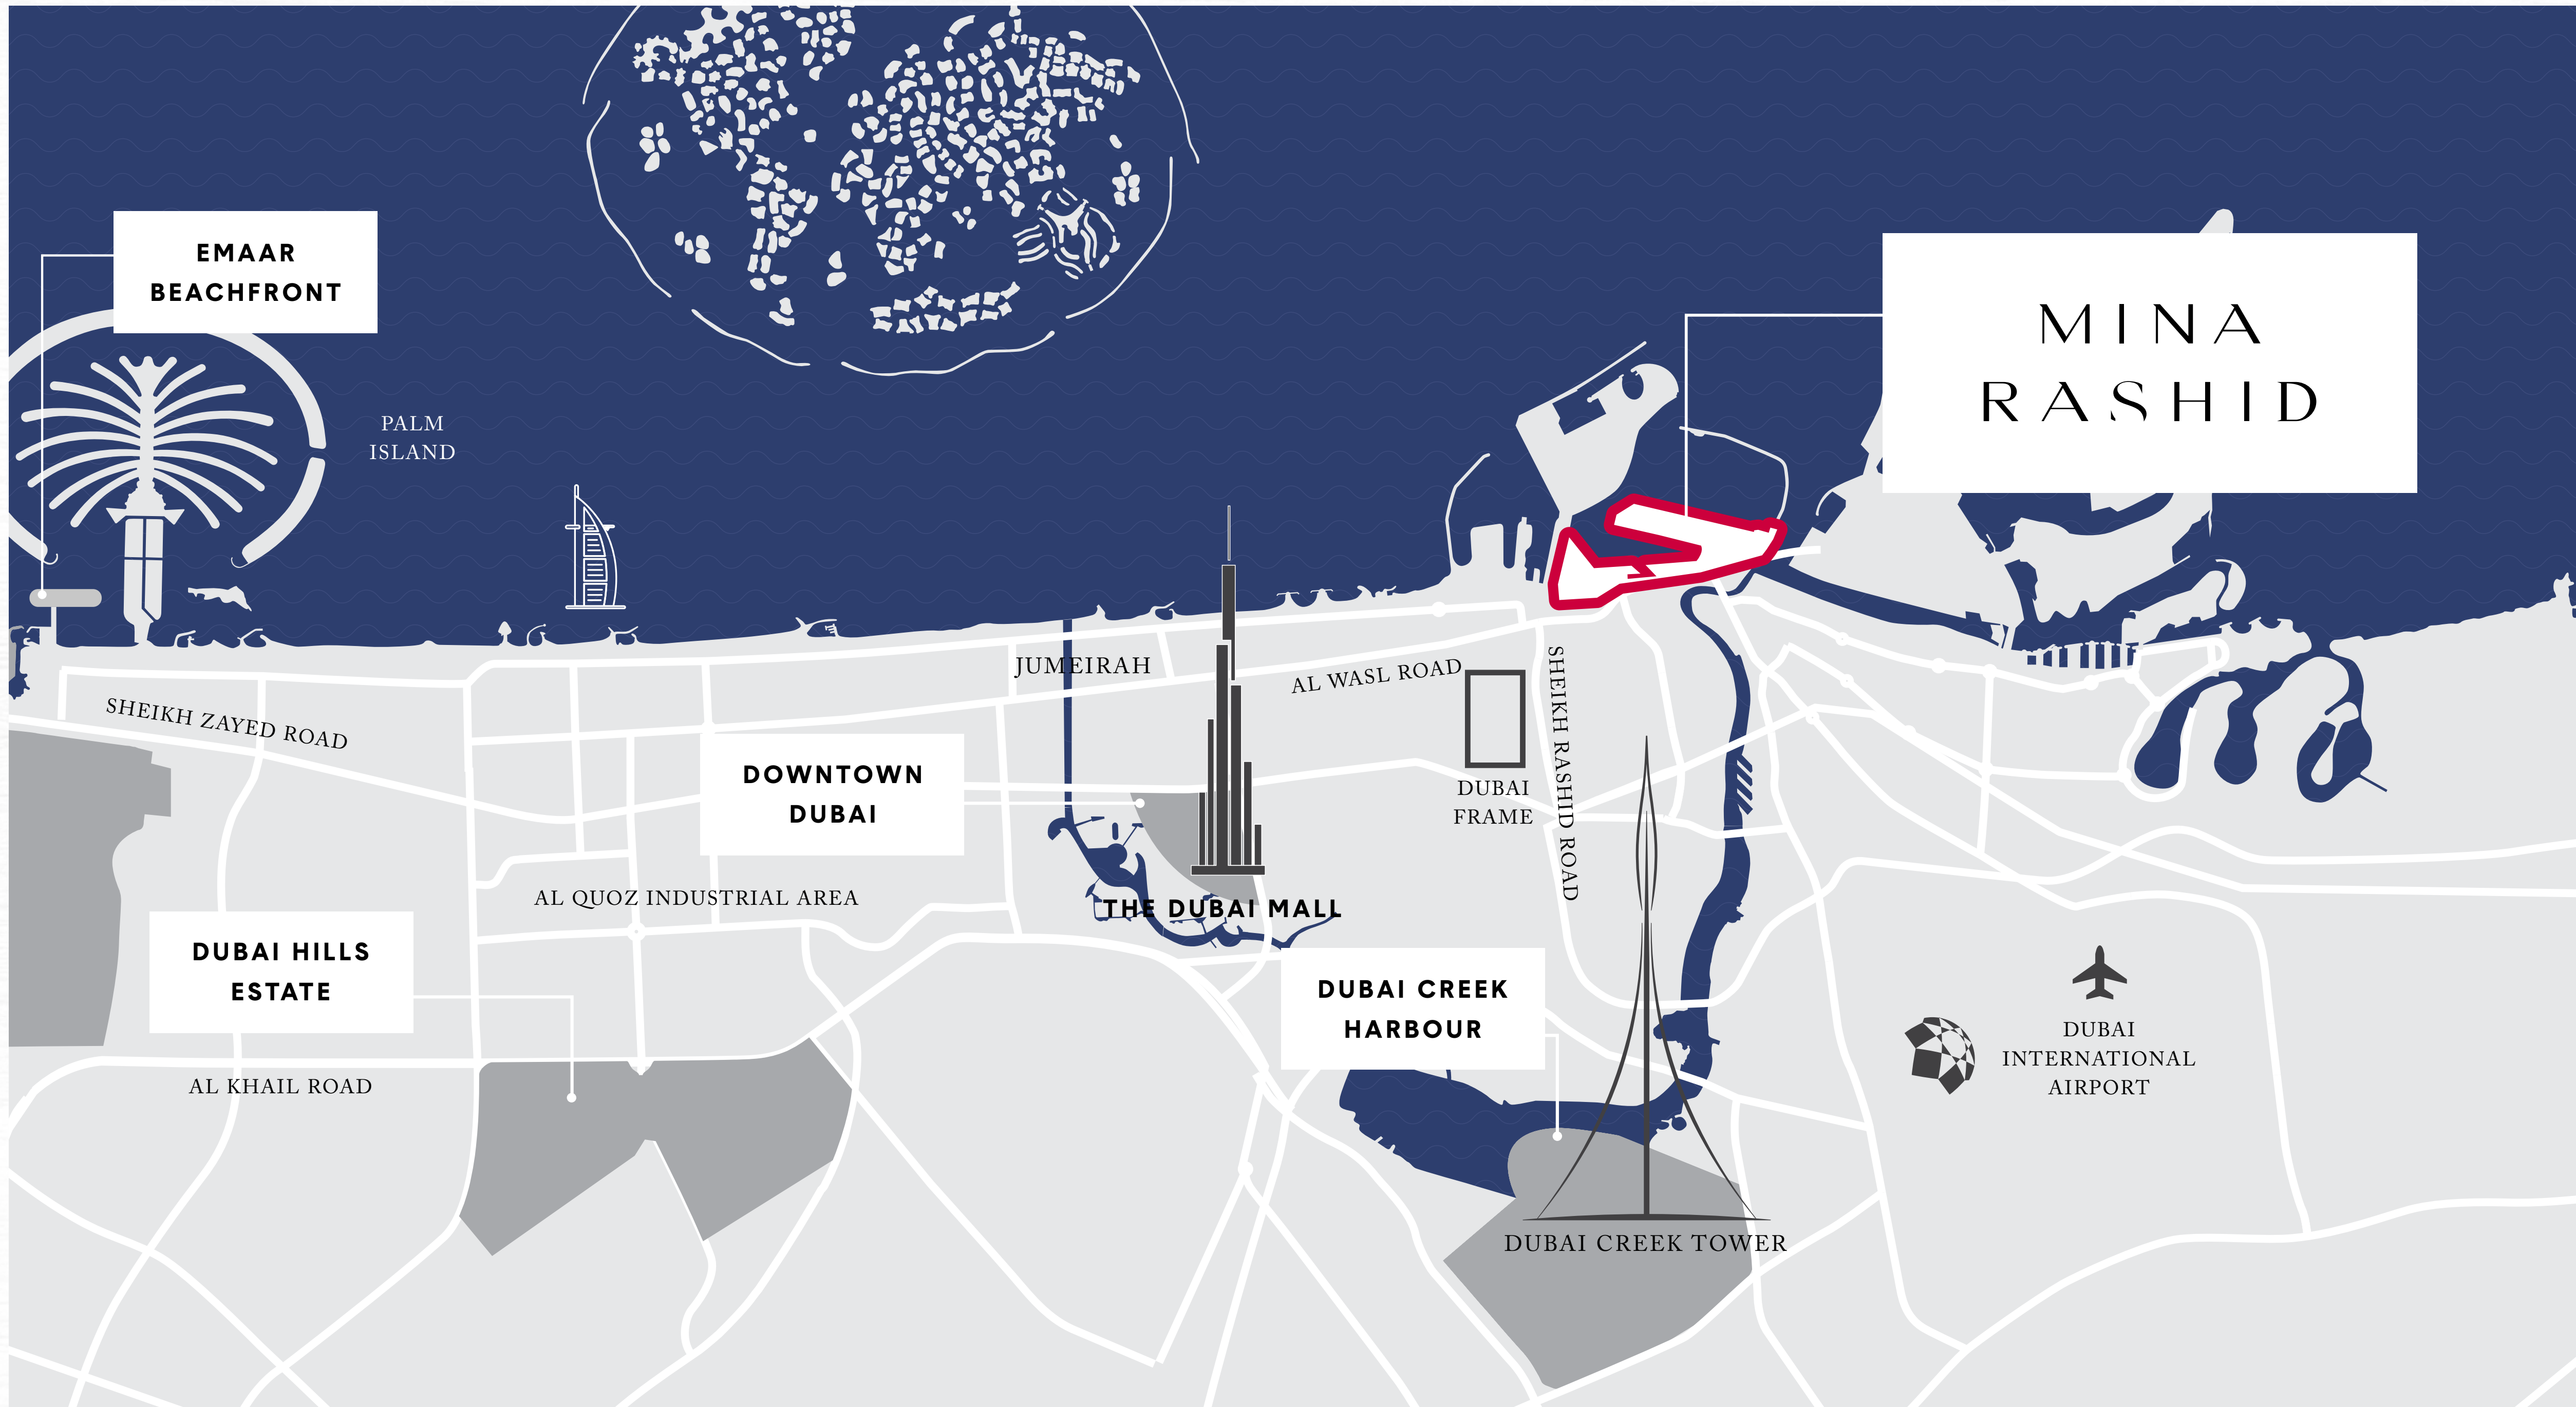 EMAAR
BEACHFRONT
MINA
RASHID
PALM
ISLAND
JUMEIRAH
AL WASL ROAD
SHEIKH RASHID ROAD
SHEIKH ZAYED ROAD
DOWNTOWN
DUBAI
DUBAI
FRAME
AL QUOZ INDUSTRIAL AREA
THE DUBAI MALL
DUBAI HILLS
ESTATE
DUBAI CREEK
HARBOUR
DUBAI
INTERNATIONAL
AIRPORT
AL KHAIL ROAD
DUBAI CREEK TOWER